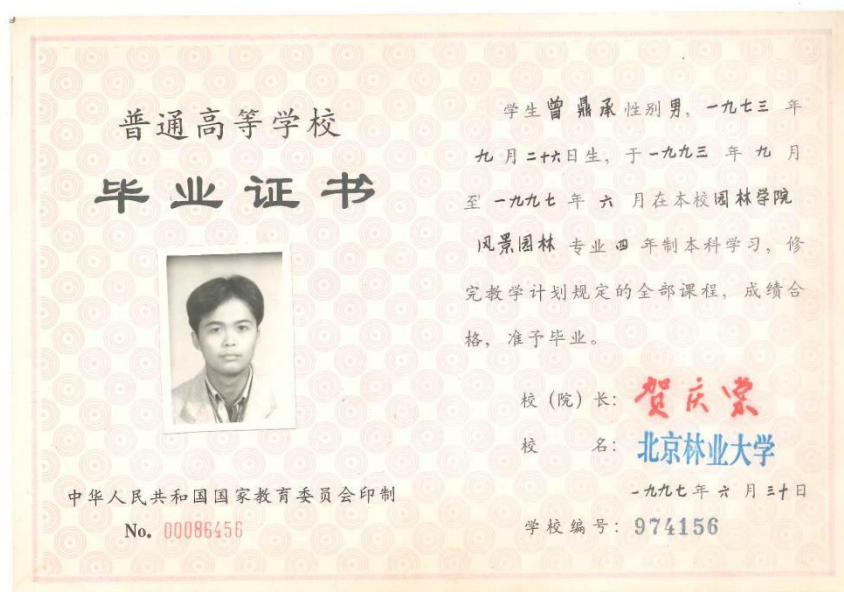 普通高等学校
毕业证书
中华人民共和国国家教育委员会印制
No. 00086456
学生曾鼎承性别男，一九七三年
九月二十六日生，于一九九三年九月
至一九九七年六月在本校园林学院
风景园林专业四年制本科学习，修
完教学计划规定的全部课程，成绩合
格，准予毕业。
校（院）长：贺庆棠
校名：北京林业大学
一九九七年六月三十日
学校编号：974156